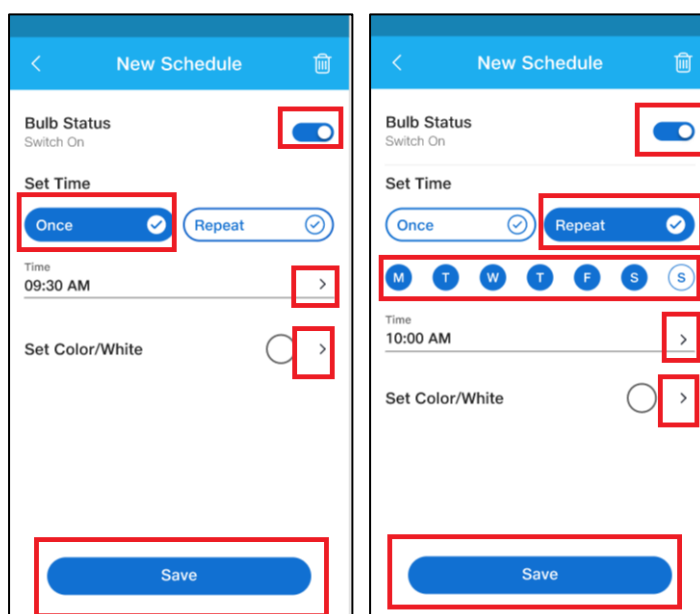 New Schedule
Bulb Status
Switch On
Set Time
Once
Repeat
Time
09:30 AM
Set Color/White
Save
New Schedule
Bulb Status
Switch On
Set Time
Once
Repeat
M T W T F S S
Time
10:00 AM
Set Color/White
Save